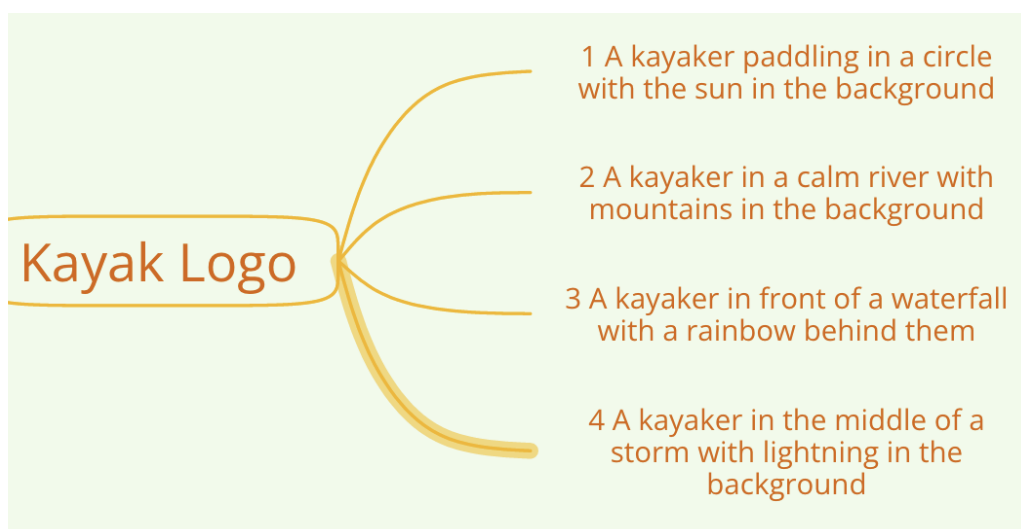 Kayak Logo
1 A kayaker paddling in a circle
with the sun in the background
2 A kayaker in a calm river with
mountains in the background
3 A kayaker in front of a waterfall
with a rainbow behind them
4 A kayaker in the middle of a
storm with lightning in the
background